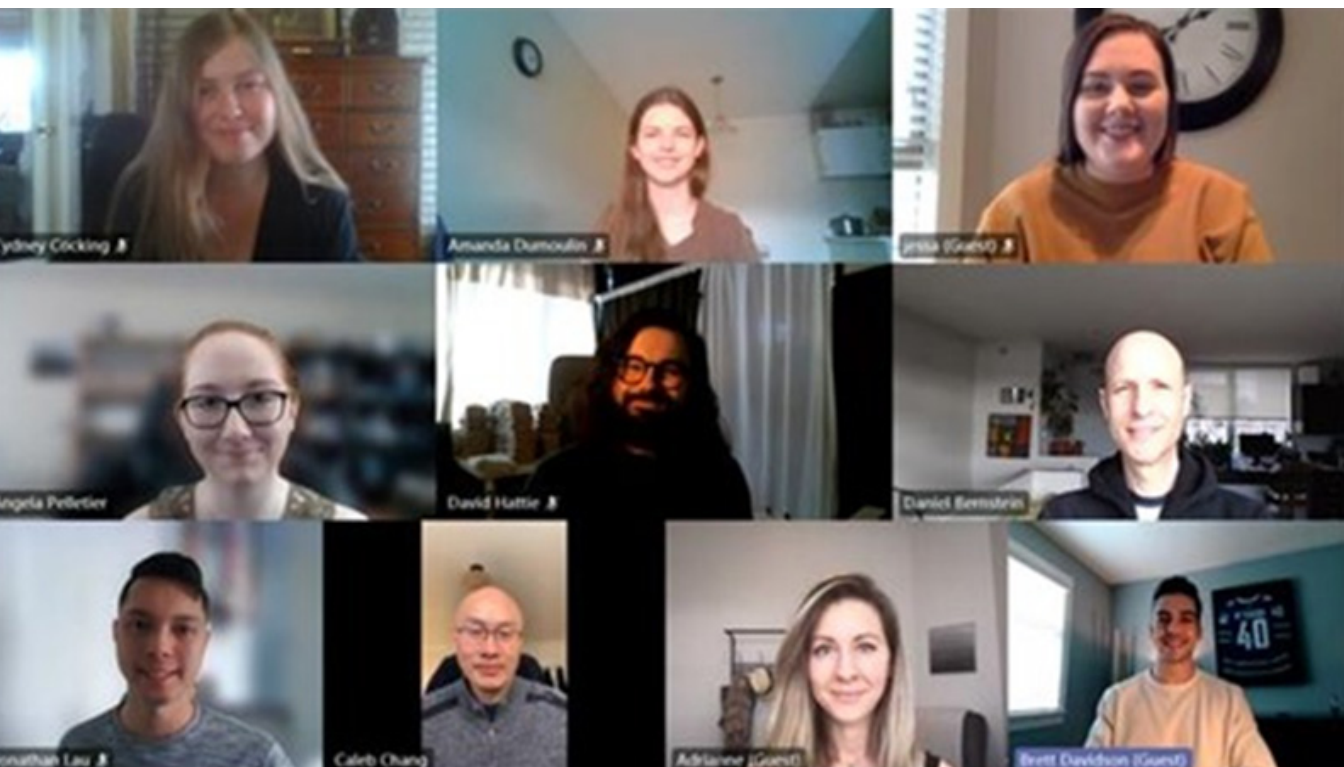 ydney Cocking
Amanda Dumoulin
Jessa (Guest)
ngela Pelletier
David Hattie
Daniel Bernstein
onathan Lau
Caleb Chang
Adrianne (Guest)
Brett Davidson (Guest)
40